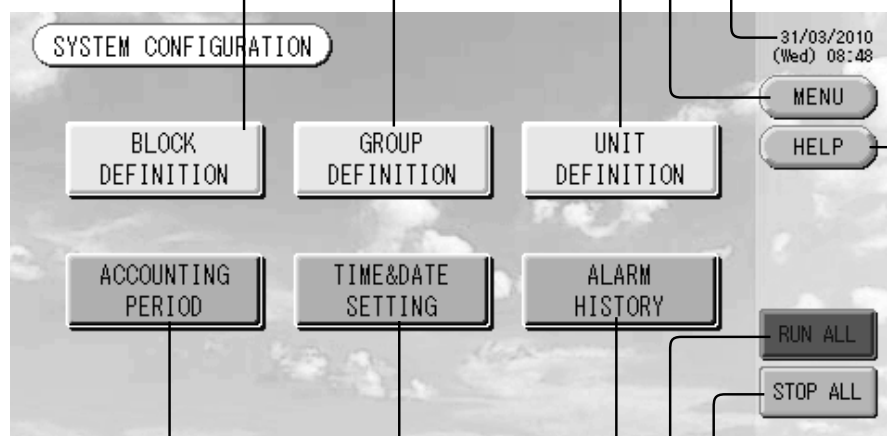 SYSTEM CONFIGURATION
31/03/2010
(Wed) 08:48
MENU
HELP
BLOCK
DEFINITION
GROUP
DEFINITION
UNIT
DEFINITION
ACCOUNTING
PERIOD
TIME&DATE
SETTING
ALARM
HISTORY
RUN ALL
STOP ALL